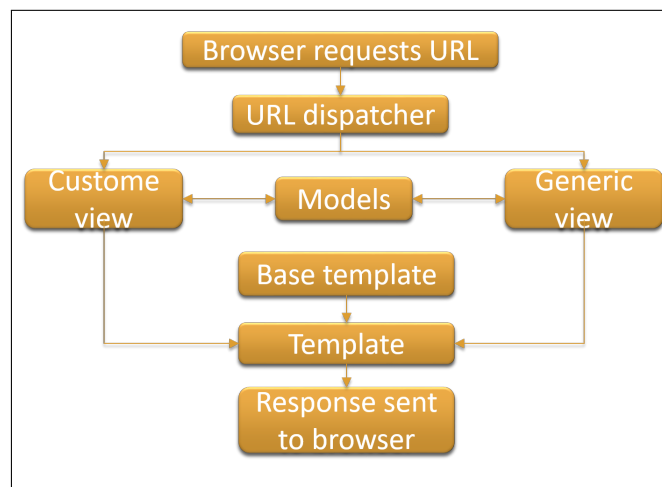 Browser requests URL
URL dispatcher
Custome
view
Models
Generic
view
Base template
Template
Response sent
to browser